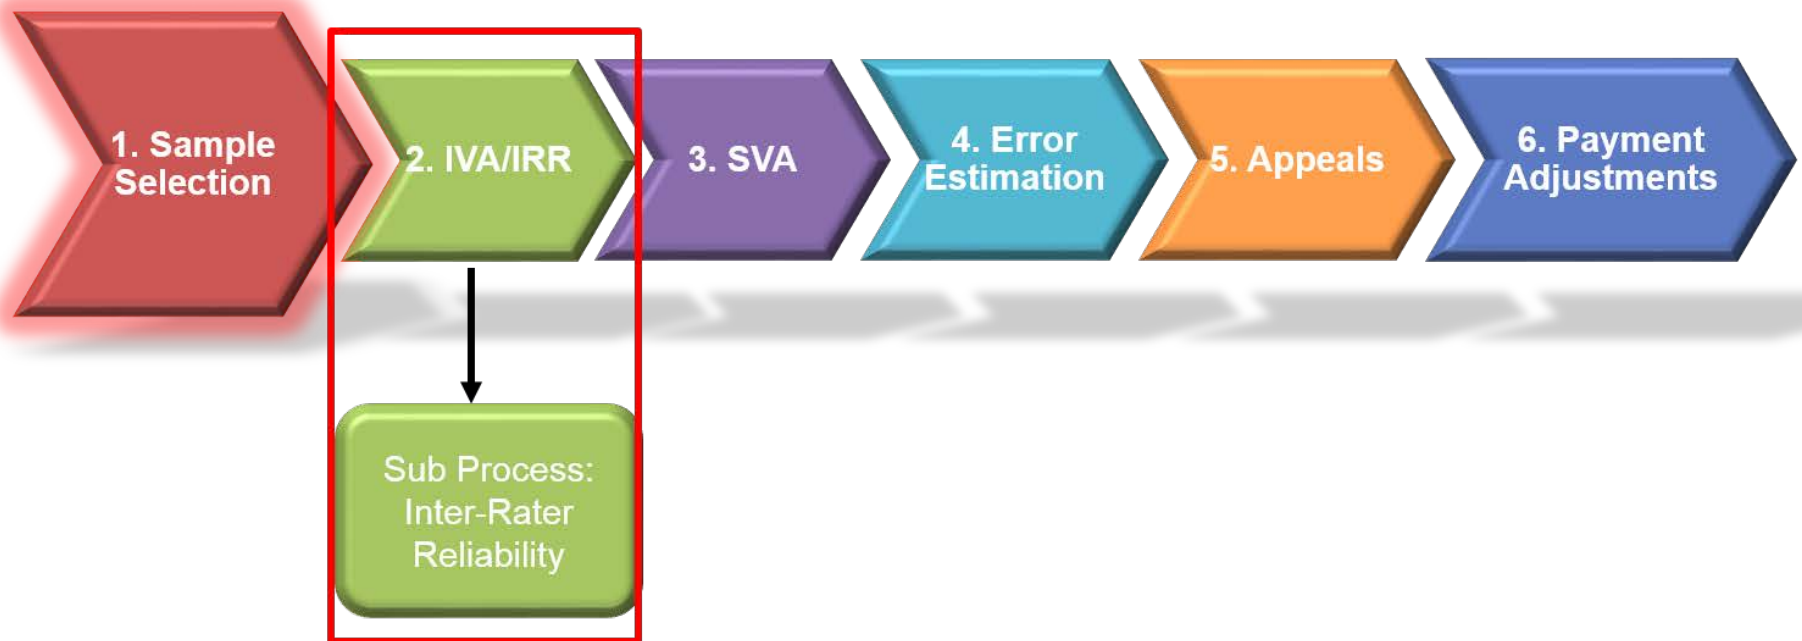 1. Sample
Selection
2. IVA/IRR
3. SVA
4. Error
Estimation
5. Appeals
6. Payment
Adjustments
Sub Process:
Inter-Rater
Reliability